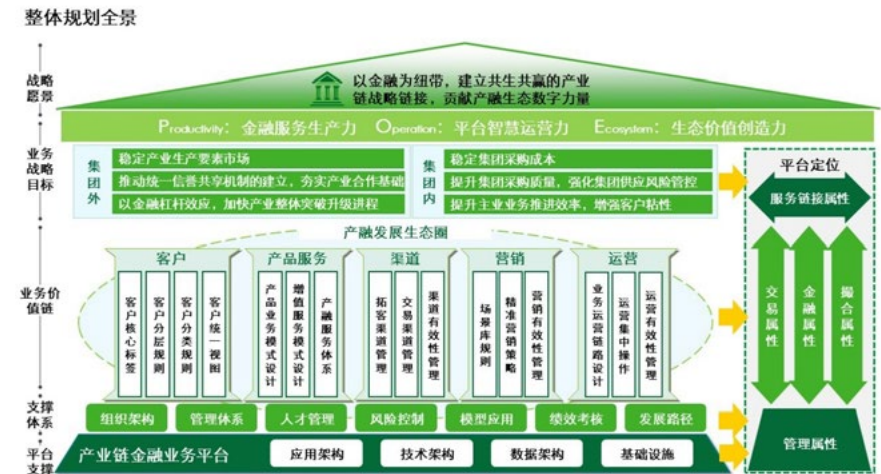 整体规划全景
战略
愿景
以金融为纽带，建立共生共赢的产业
链战略链接，贡献产融生态数字力量
Productivity：金融服务生产力 Operation：平台智慧运营力 Ecosystem：生态价值创造力
业务
战略
目标
集团外
稳定产业生产要素市场
推动统一信誉共享机制的建立，夯实产业合作基础
以金融杠杆效应，加快产业整体突破升级进程
集团内
稳定集团采购成本
提升集团采购质量，强化集团供应风险管控
提升主业业务推进效率，增强客户粘性
平台定位
服务链接属性
交易属性
金融属性
撮合属性
管理属性
业务价
值链
产融发展生态圈
客户
客户核心标签
客户分层规则
客户分类规则
客户统一视图
产品服务
产品业务模式设计
增值服务模式设计
产融服务体系
渠道
拓客渠道管理
交易渠道管理
渠道有效性管理
营销
场景库规则
精准营销策略
营销有效性管理
运营
业务运营链路设计
运营集中操作
运营有效性管理
支撑
体系
组织架构
管理体系
人才管理
风险控制
模型应用
绩效考核
发展路径
平台
支撑
产业链金融业务平台
应用架构
技术架构
数据架构
基础设施